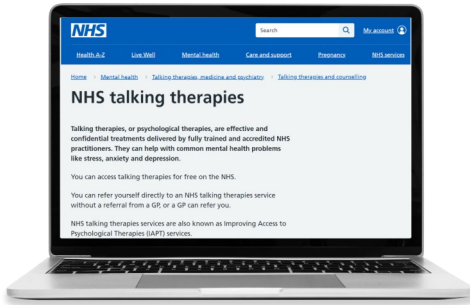 NHS
Search
My account
Health A-Z
Live Well
Mental health
Care and support
Pregnancy
NHS services
Home > Mental health > Talking therapies, medicine and psychiatry > Talking therapies and counselling
NHS talking therapies
Talking therapies, or psychological therapies, are effective and
confidential treatments delivered by fully trained and accredited NHS
practitioners. They can help with common mental health problems
like stress, anxiety and depression.
You can access talking therapies for free on the NHS.
You can refer yourself directly to an NHS talking therapies service
without a referral from a GP, or a GP can refer you.
NHS talking therapies services are also known as Improving Access to
Psychological Therapies (IAPT) services.